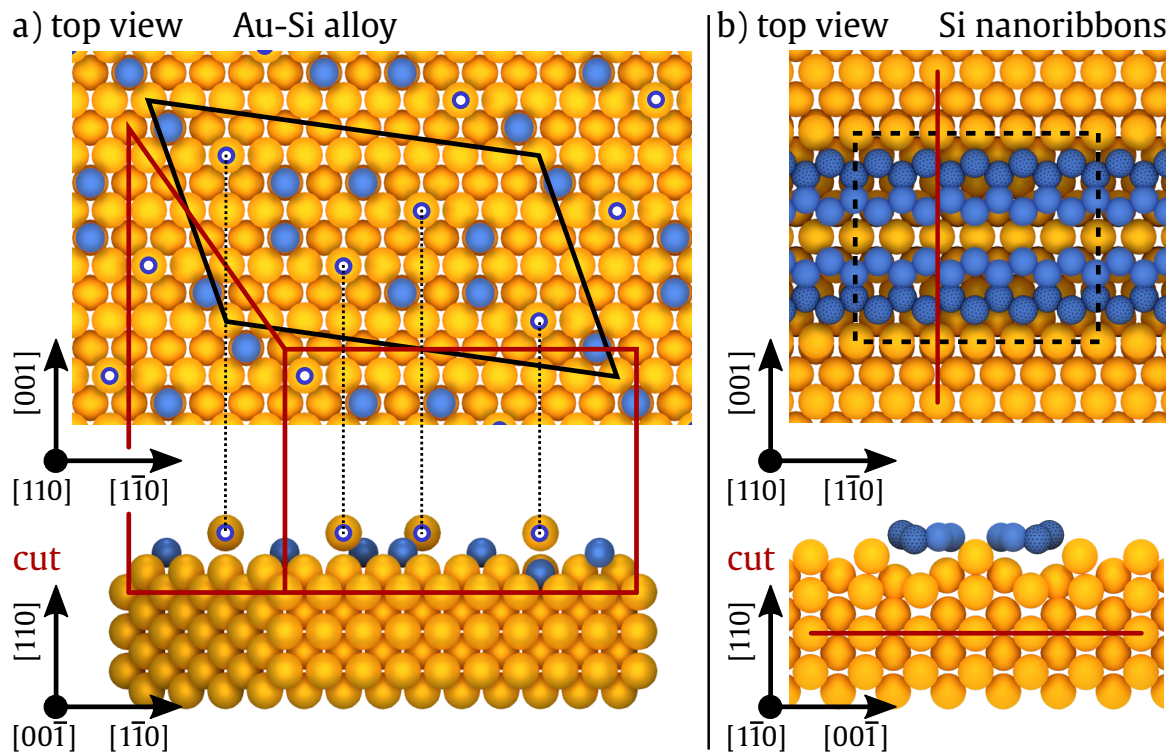 a) top view Au-Si alloy
b) top view Si nanoribbons
[001]
[110] [11̅0]
[001]
[110] [11̅0]
cut
[110]
[001̅] [11̅0]
cut
[110]
[11̅0] [001̅]